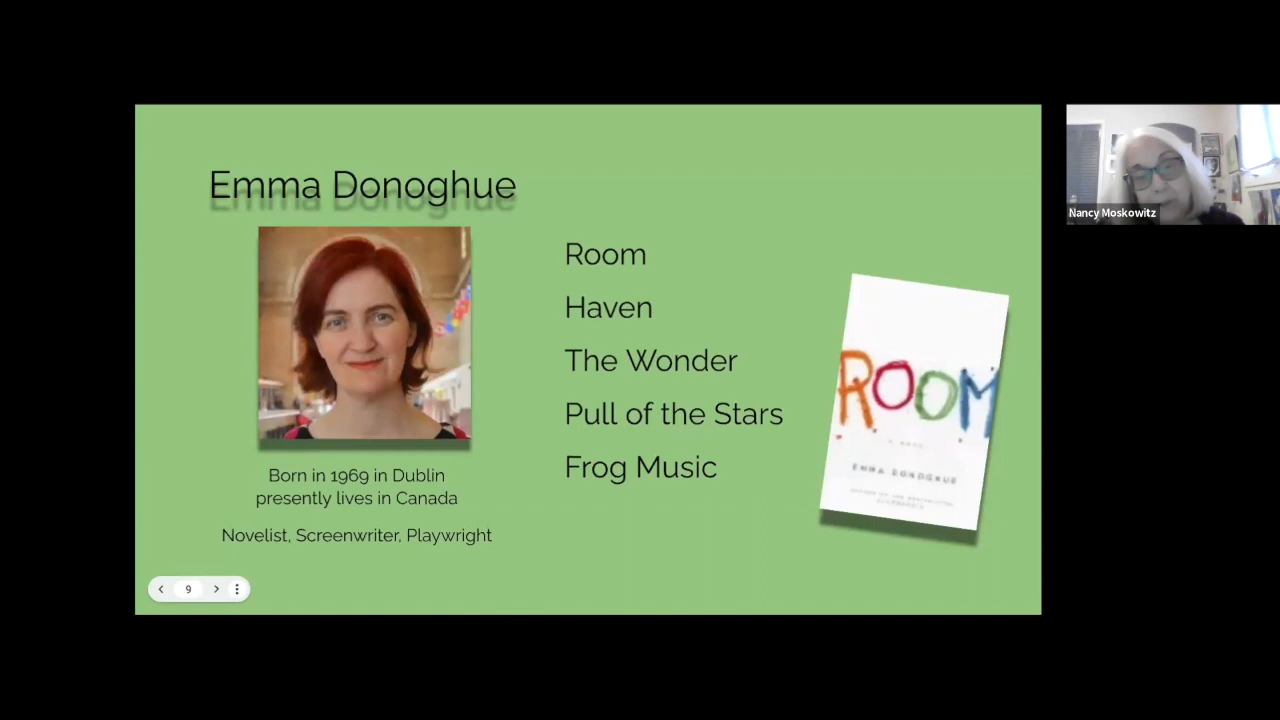 Emma Donoghue
Born in 1969 in Dublin
presently lives in Canada
Novelist, Screenwriter, Playwright
Room
Haven
The Wonder
Pull of the Stars
Frog Music
ROOM
EMMA DONOGHUE
9
Nancy Moskowitz